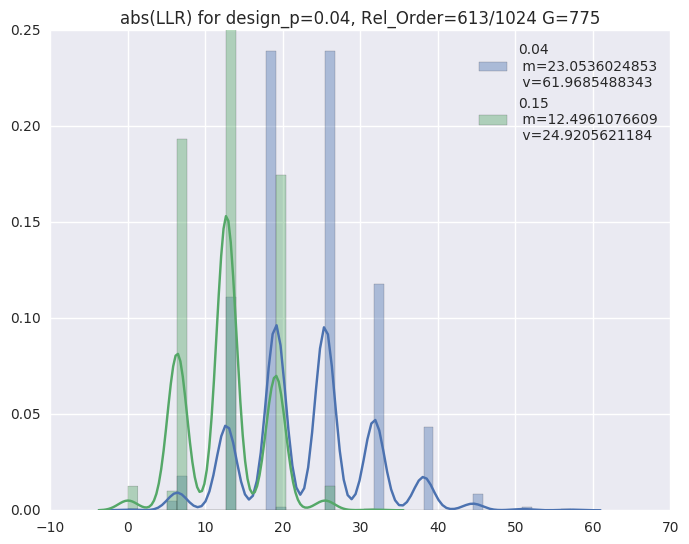 abs(LLR) for design_p=0.04, Rel_Order=613/1024 G=775
0.04
m=23.0536024853
v=61.9685488343
0.15
m=12.4961076609
v=24.9205621184
0.25
0.20
0.15
0.10
0.05
0.00
−10 0 10 20 30 40 50 60 70